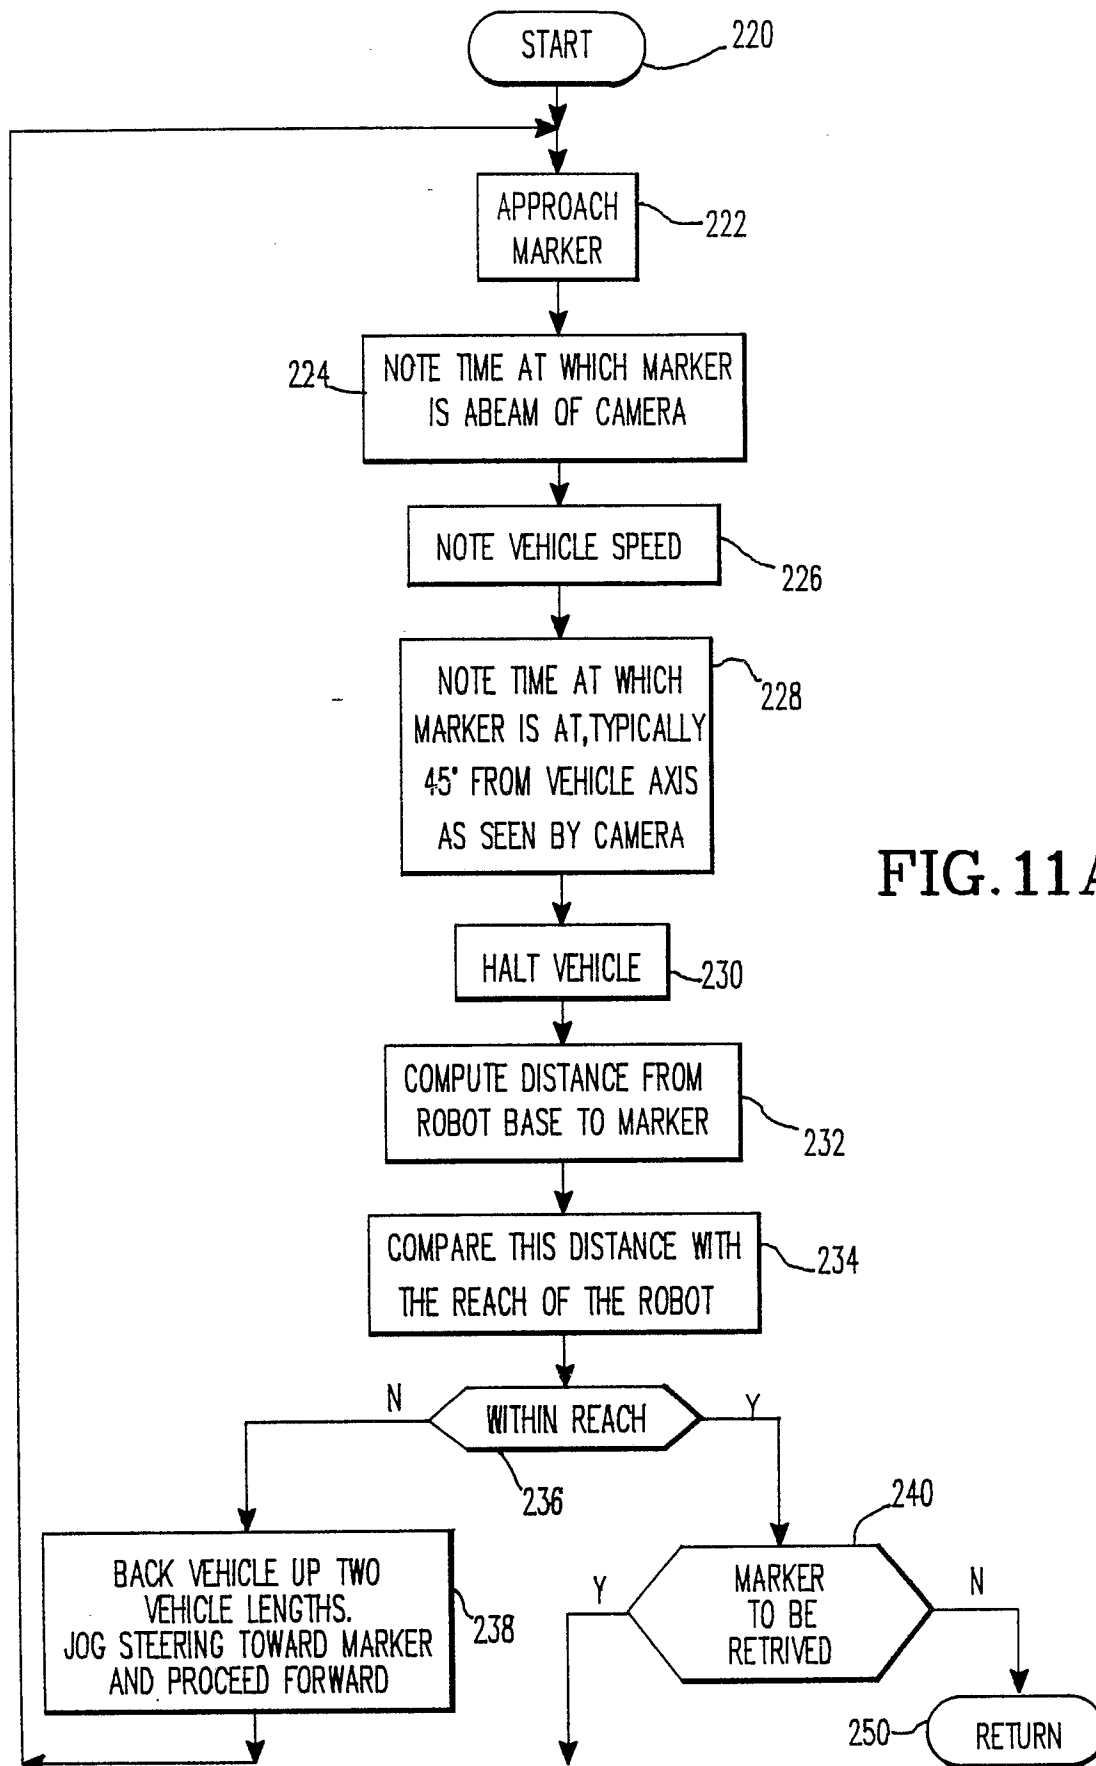 START
220
APPROACH
MARKER
222
224
NOTE TIME AT WHICH MARKER
IS ABEAM OF CAMERA
NOTE VEHICLE SPEED
226
NOTE TIME AT WHICH
MARKER IS AT,TYPICALLY
45° FROM VEHICLE AXIS
AS SEEN BY CAMERA
228
FIG. 11A
HALT VEHICLE
230
COMPUTE DISTANCE FROM
ROBOT BASE TO MARKER
232
COMPARE THIS DISTANCE WITH
THE REACH OF THE ROBOT
234
N
WITHIN REACH
Y
236
240
BACK VEHICLE UP TWO
VEHICLE LENGTHS.
JOG STEERING TOWARD MARKER
AND PROCEED FORWARD
238
Y
MARKER
TO BE
RETRIVED
N
250
RETURN